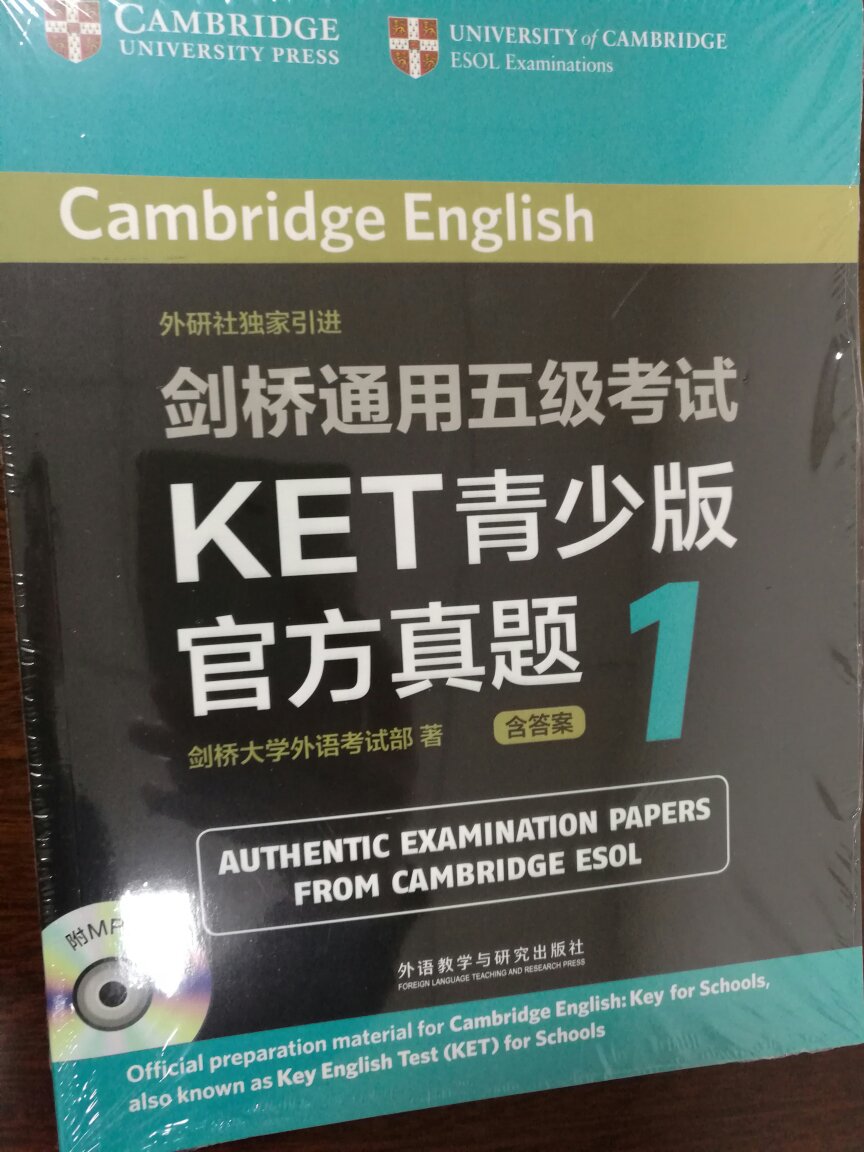 CAMBRIDGE
UNIVERSITY PRESS
UNIVERSITY of CAMBRIDGE
ESOL Examinations
Cambridge English
外研社独家引进
剑桥通用五级考试
KET青少版
官方真题 1
含答案
剑桥大学外语考试部 著
AUTHENTIC EXAMINATION PAPERS
FROM CAMBRIDGE ESOL
附MP
外语教学与研究出版社
FOREIGN LANGUAGE TEACHING AND RESEARCH PRESS
Official preparation material for Cambridge English: Key for Schools,
also known as Key English Test (KET) for Schools